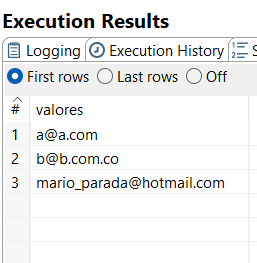 Execution Results
Logging Execution History
First rows Last rows Off
# valores
1 a@a.com
2 b@b.com.co
3 mario_parada@hotmail.com